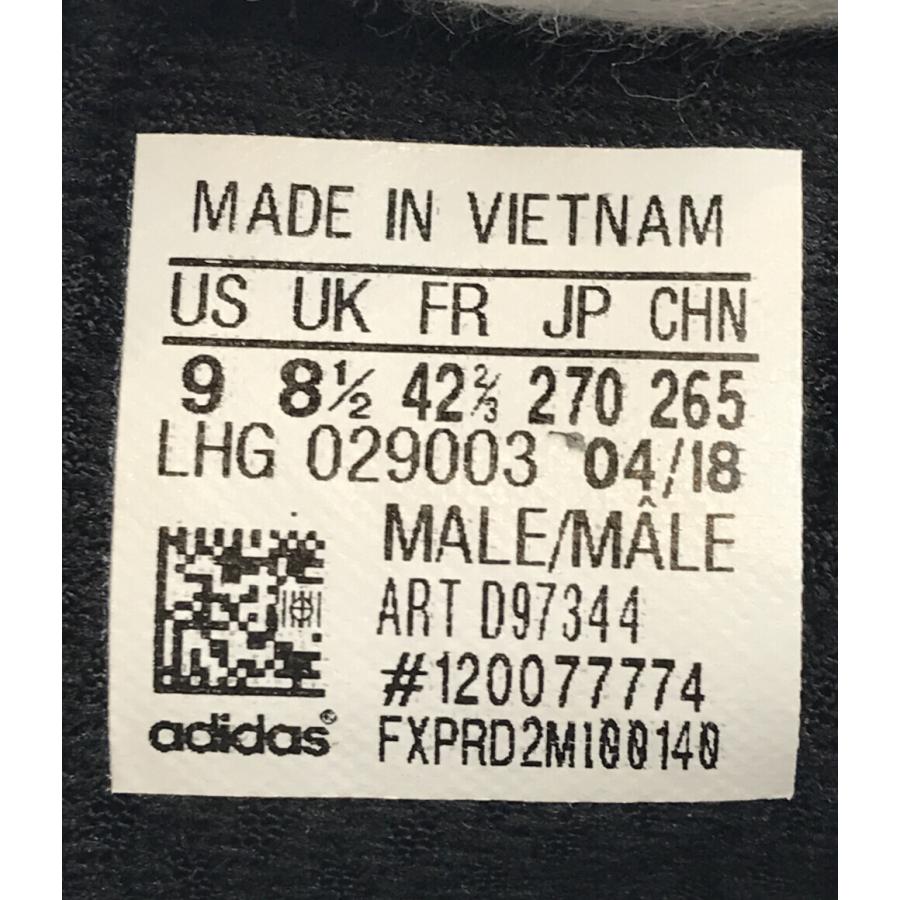 MADE IN VIETNAM
US UK FR JP CHN
9 8½ 42⅔ 270 265
LHG 029003 04/18
MALE/MÂLE
ART D97344
#120077774
adidas® FXPRD2M100140